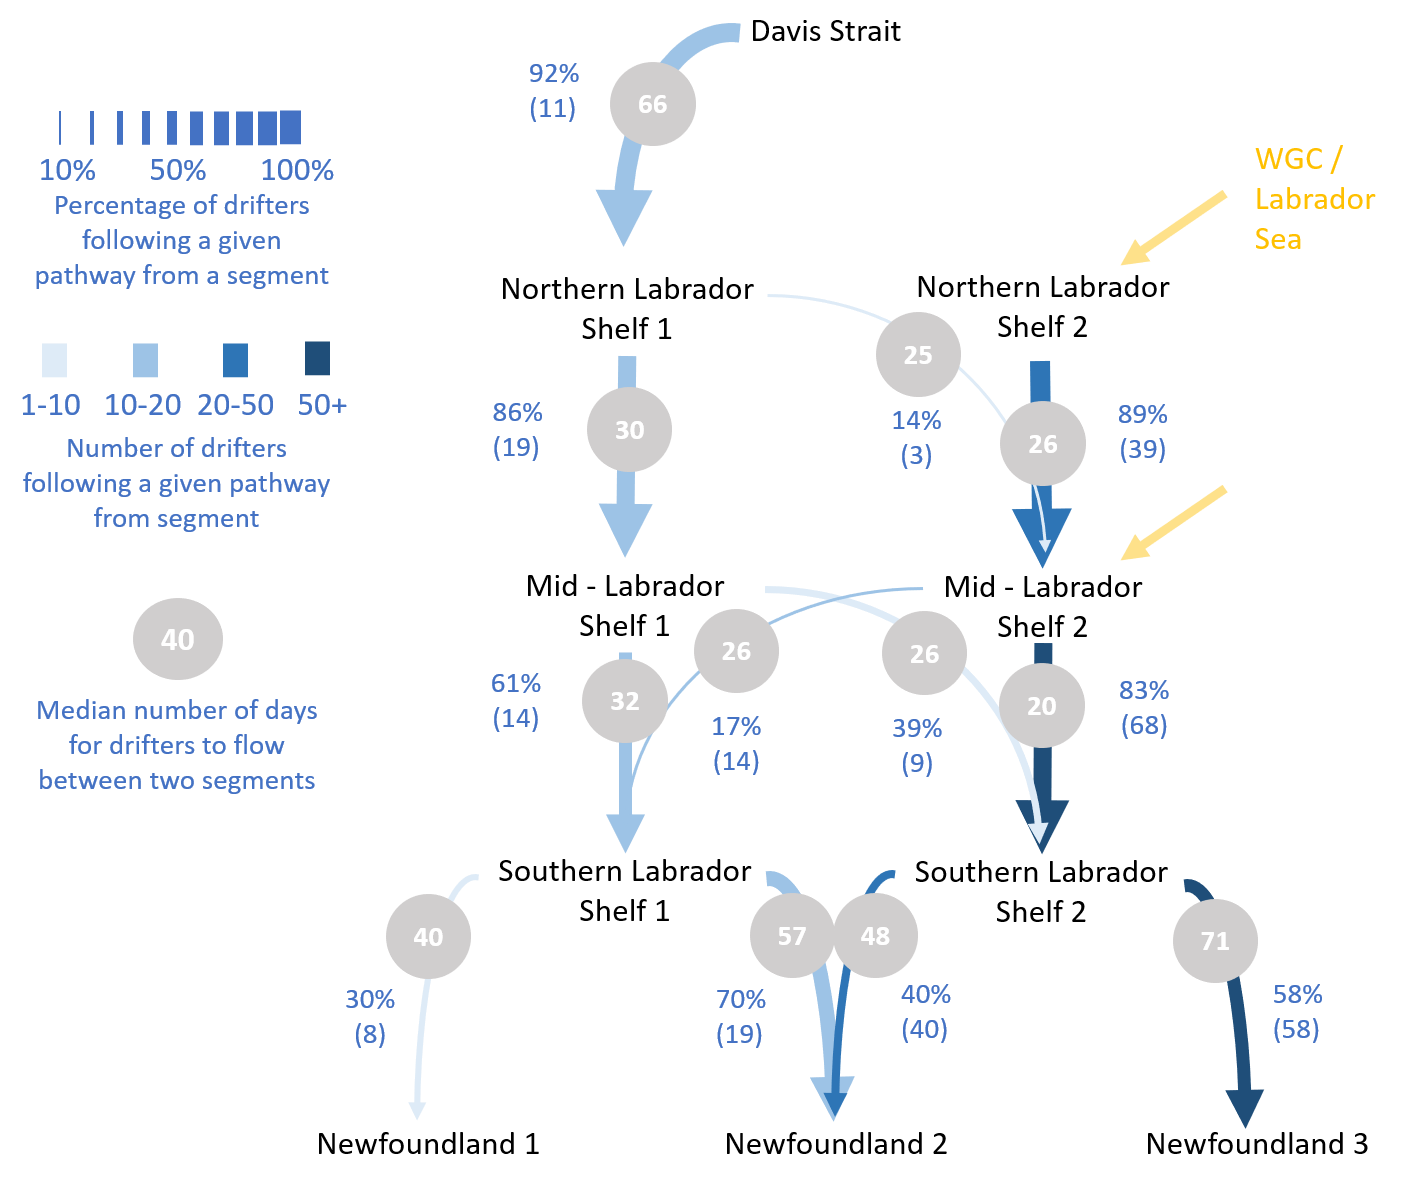 Davis Strait
92%
(11)
66
10% 50% 100%
Percentage of drifters
following a given
pathway from a segment
WGC /
Labrador
Sea
Northern Labrador
Shelf 1
Northern Labrador
Shelf 2
1-10 10-20 20-50 50+
Number of drifters
following a given pathway
from segment
86%
(19)
30
25
14%
(3)
26
89%
(39)
Mid - Labrador
Shelf 1
Mid - Labrador
Shelf 2
40
Median number of days
for drifters to flow
between two segments
61%
(14)
32
26
17%
(14)
26
39%
(9)
20
83%
(68)
Southern Labrador
Shelf 1
Southern Labrador
Shelf 2
40
30%
(8)
57
70%
(19)
48
40%
(40)
71
58%
(58)
Newfoundland 1
Newfoundland 2
Newfoundland 3